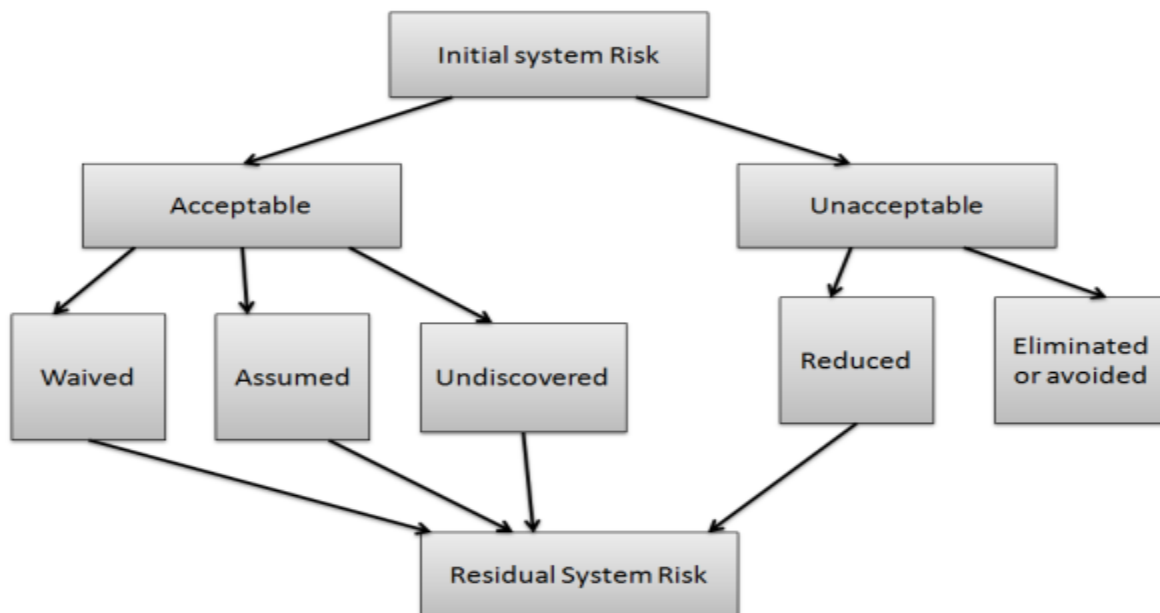 Initial system Risk
Acceptable
Unacceptable
Waived
Assumed
Undiscovered
Reduced
Eliminated
or avoided
Residual System Risk